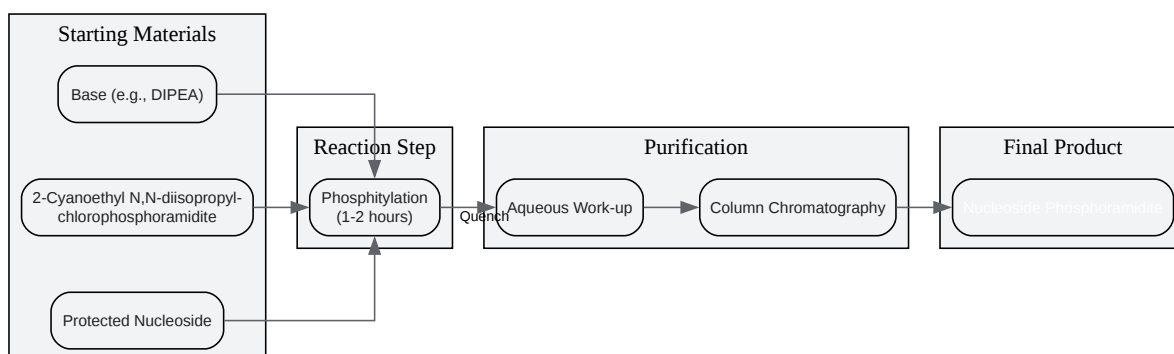 Starting Materials
Base (e.g., DIPEA)
2-Cyanoethyl N,N-diisopropyl-
chlorophosphoramidite
Protected Nucleoside
Reaction Step
Phosphitylation
(1-2 hours)
Quench
Purification
Aqueous Work-up
Column Chromatography
Final Product
Nucleoside Phosphoramidite